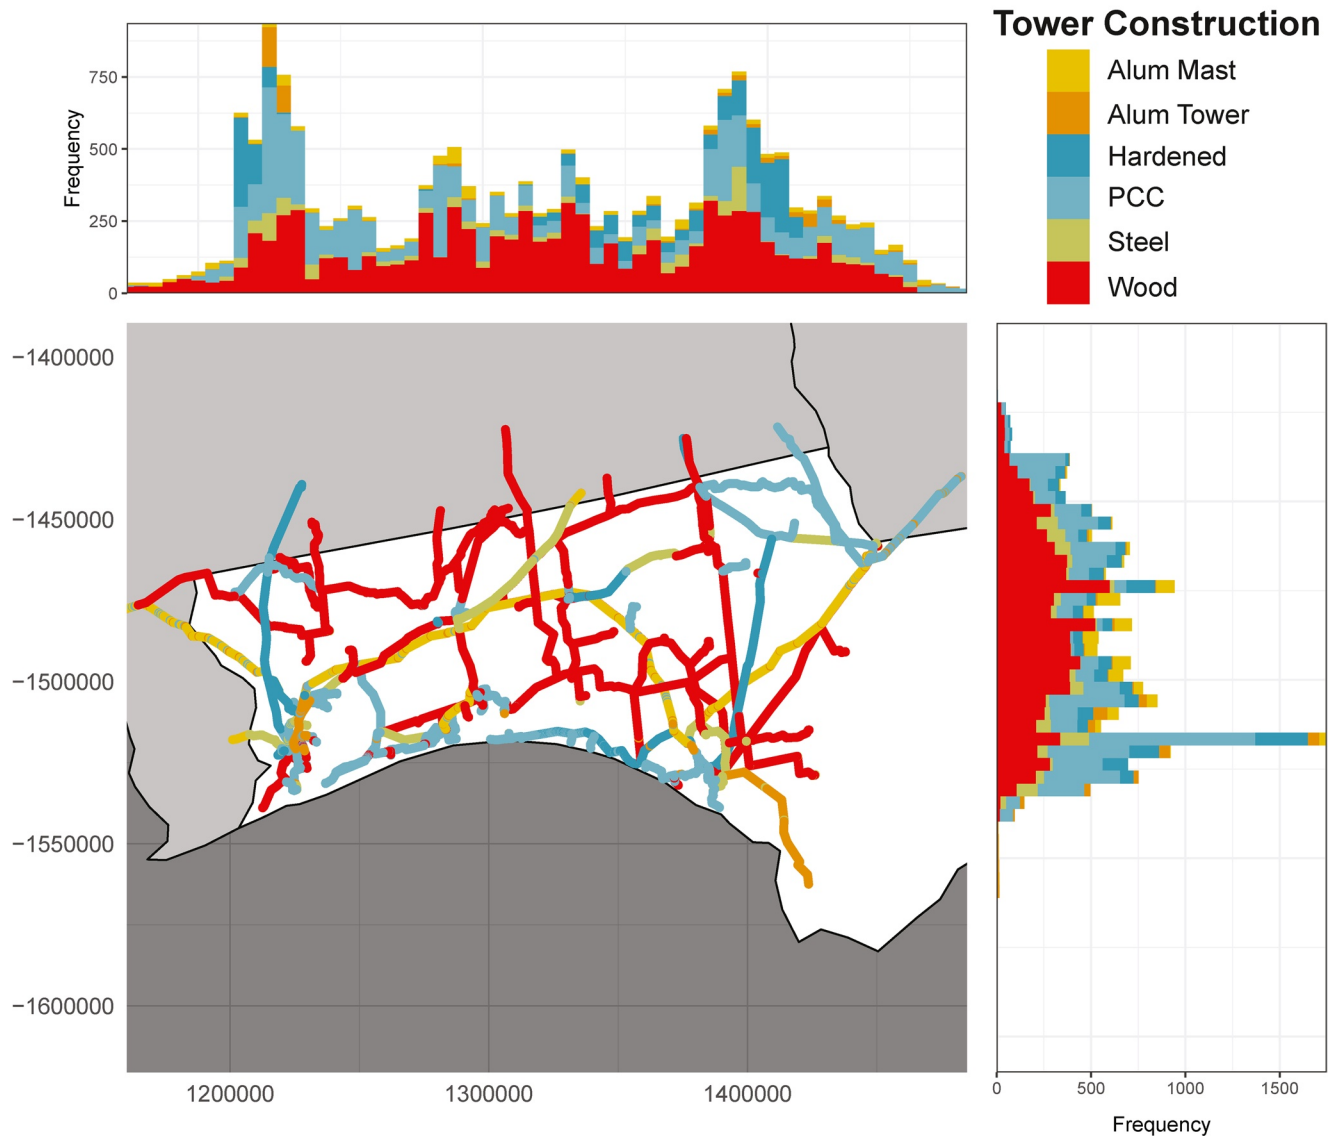 Tower Construction
Alum Mast
Alum Tower
Hardened
PCC
Steel
Wood
Frequency
750
500
250
0
−1400000
−1450000
−1500000
−1550000
−1600000
1200000 1300000 1400000
0 500 1000 1500
Frequency